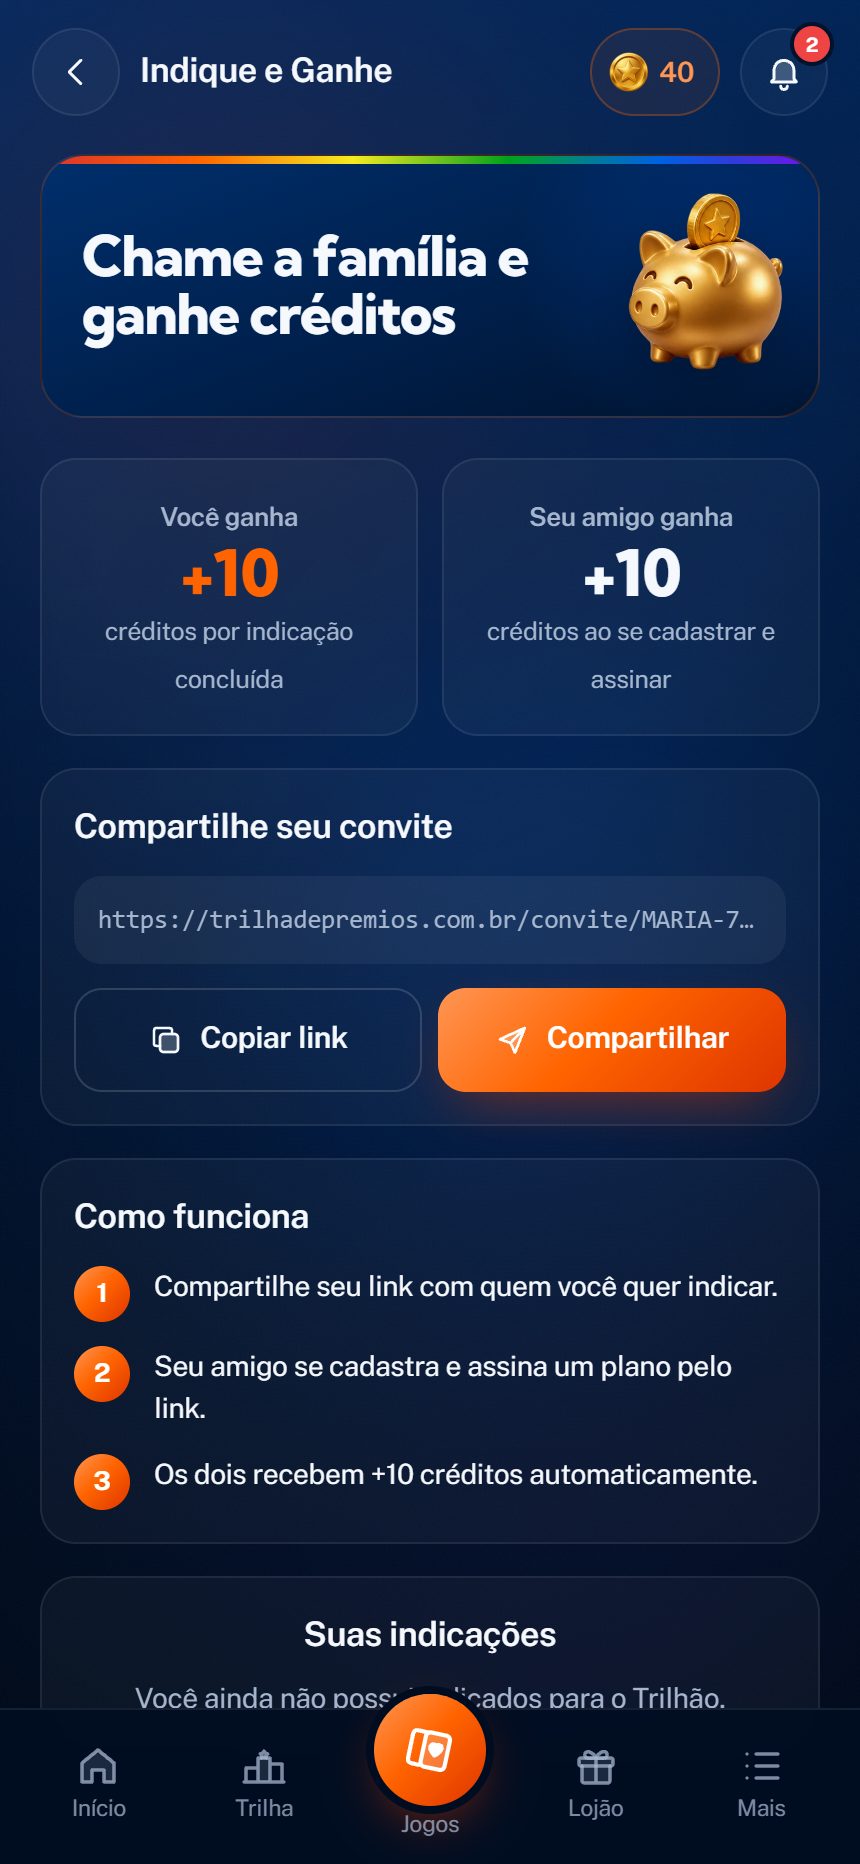 Indique e Ganhe
40
2
Chame a família e
ganhe créditos
Você ganha
+10
créditos por indicação
concluída
Seu amigo ganha
+10
créditos ao se cadastrar e
assinar
Compartilhe seu convite
https://trilhadepremios.com.br/convite/MARIA-7…
Copiar link
Compartilhar
Como funciona
1 Compartilhe seu link com quem você quer indicar.
2 Seu amigo se cadastra e assina um plano pelo
link.
3 Os dois recebem +10 créditos automaticamente.
Suas indicações
Você ainda não para o Trilhão.
Início
Trilha
Jogos
Lojão
Mais